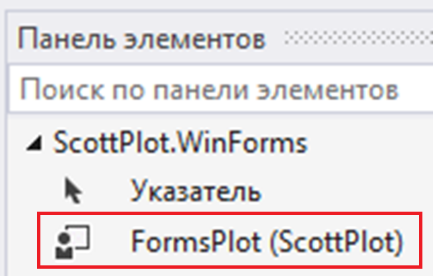 Панель элементов
Поиск по панели элементов
ScottPlot.WinForms
Указатель
FormsPlot (ScottPlot)